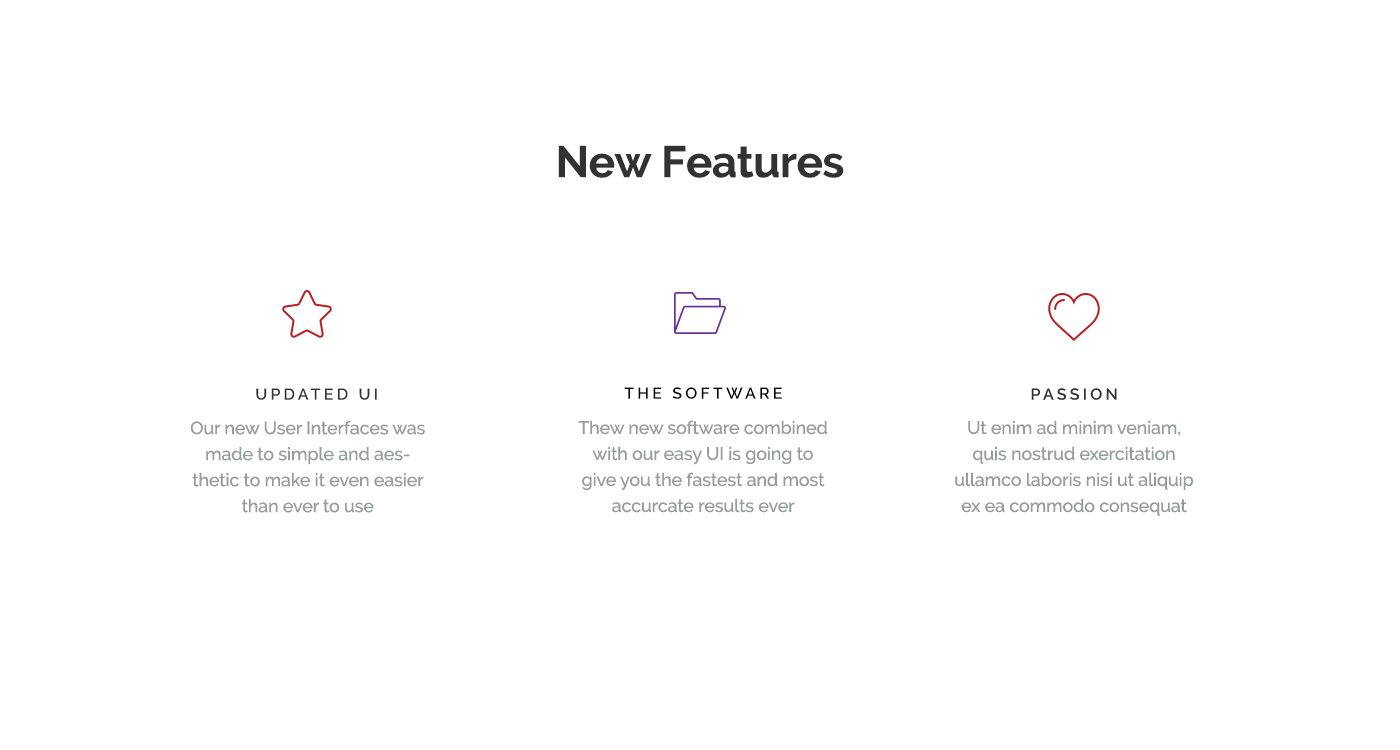 New Features
UPDATED UI
Our new User Interfaces was
made to simple and aes-
thetic to make it even easier
than ever to use
THE SOFTWARE
Thew new software combined
with our easy UI is going to
give you the fastest and most
accurcate results ever
PASSION
Ut enim ad minim veniam,
quis nostrud exercitation
ullamco laboris nisi ut aliquip
ex ea commodo consequat